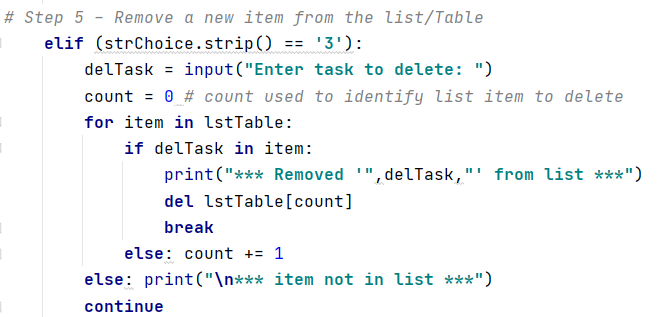 # Step 5 – Remove a new item from the list/Table
elif (strChoice.strip() == '3'):
delTask = input("Enter task to delete: ")
count = 0 # count used to identify list item to delete
for item in lstTable:
if delTask in item:
print("*** Removed '",delTask,"' from list ***")
del lstTable[count]
break
else: count += 1
else: print("\n*** item not in list ***")
continue